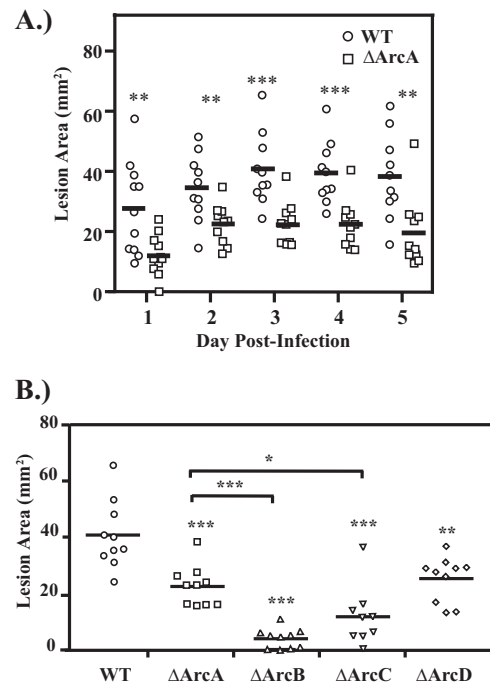 A.)
WT
ΔArcA
Lesion Area (mm²)
80
60
40
20
0
** ** *** *** **
1 2 3 4 5
Day Post-Infection
B.)
Lesion Area (mm²)
80
60
40
20
0
*
***
*** *** *** **
WT ΔArcA ΔArcB ΔArcC ΔArcD